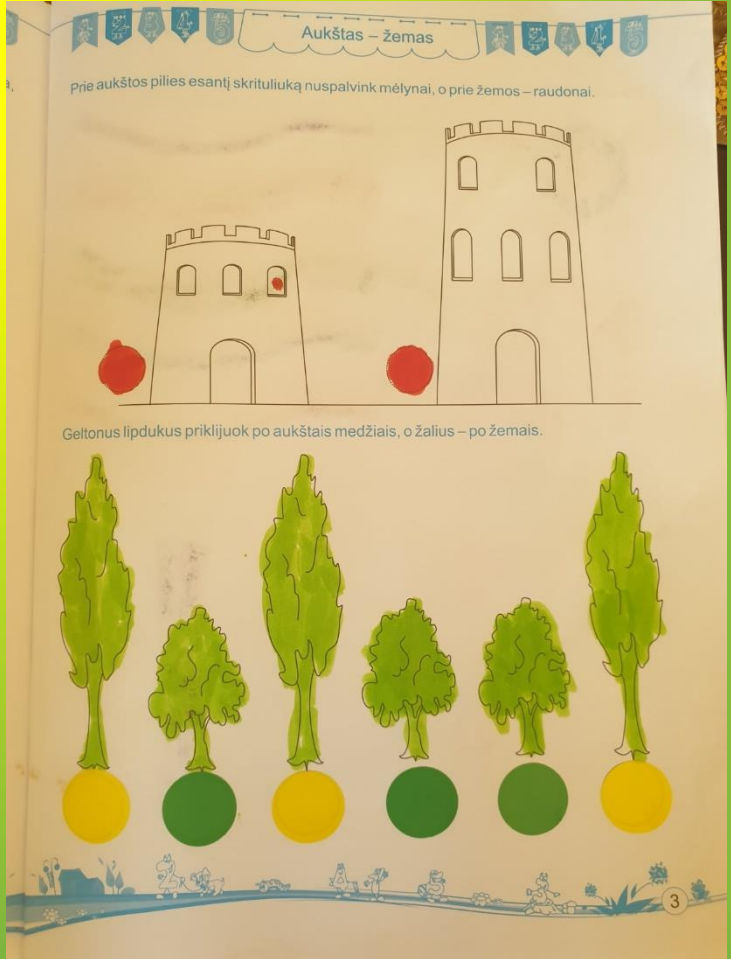 Aukštas – žemas
Prie aukštos pilies esantį skrituliuką nuspalvink mėlynai, o prie žemos – raudonai.
Geltonus lipdukus priklijuok po aukštais medžiais, o žalius – po žemais.
3